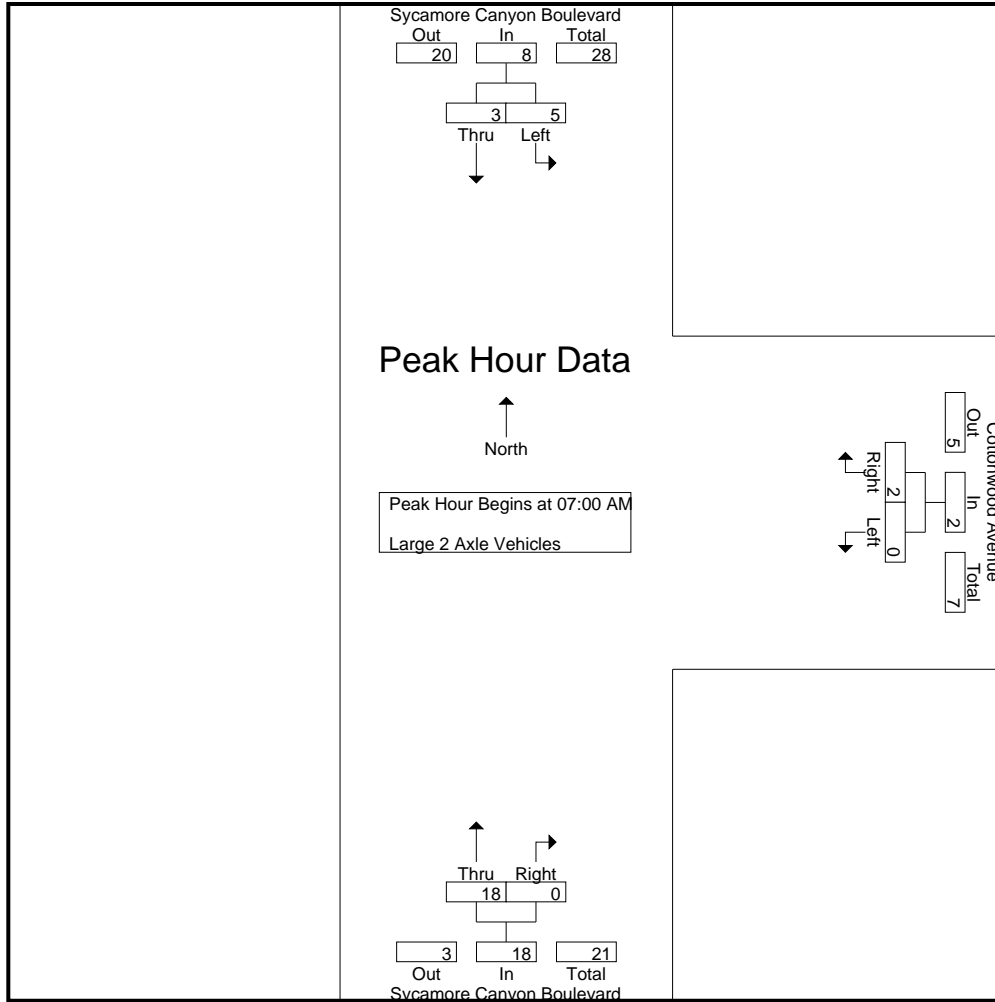 Sycamore Canyon Boulevard
Out In Total
20 8 28
3 5
Thru Left
Peak Hour Data
North
Peak Hour Begins at 07:00 AM
Large 2 Axle Vehicles
Cottonwood Avenue
Out In Total
5 2 7
Right Left
2 0
Thru Right
18 0
3 18 21
Out In Total
Sycamore Canyon Boulevard